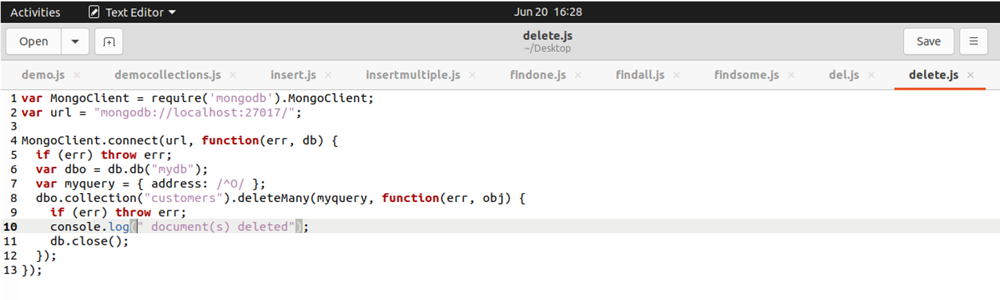 Activities Text Editor Jun 20 16:28
Open delete.js Save
~/Desktop
demo.js democollections.js insert.js insertmultiple.js findone.js findall.js findsome.js del.js delete.js
1 var MongoClient = require('mongodb').MongoClient;
2 var url = "mongodb://localhost:27017/";
3
4 MongoClient.connect(url, function(err, db) {
5   if (err) throw err;
6   var dbo = db.db("mydb");
7   var myquery = { address: /^O/ };
8   dbo.collection("customers").deleteMany(myquery, function(err, obj) {
9     if (err) throw err;
10     console.log(" document(s) deleted");
11     db.close();
12   });
13 });